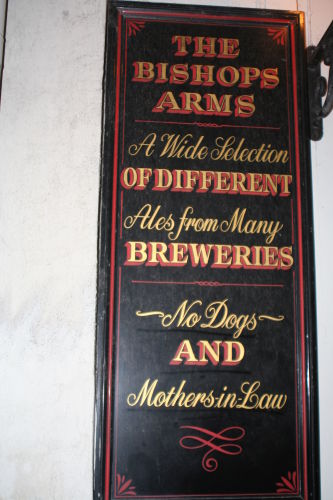 THE
BISHOPS
ARMS
A Wide Selection
OF DIFFERENT
Ales from Many
BREWERIES
~No Dogs~
AND
Mothers-in-Law